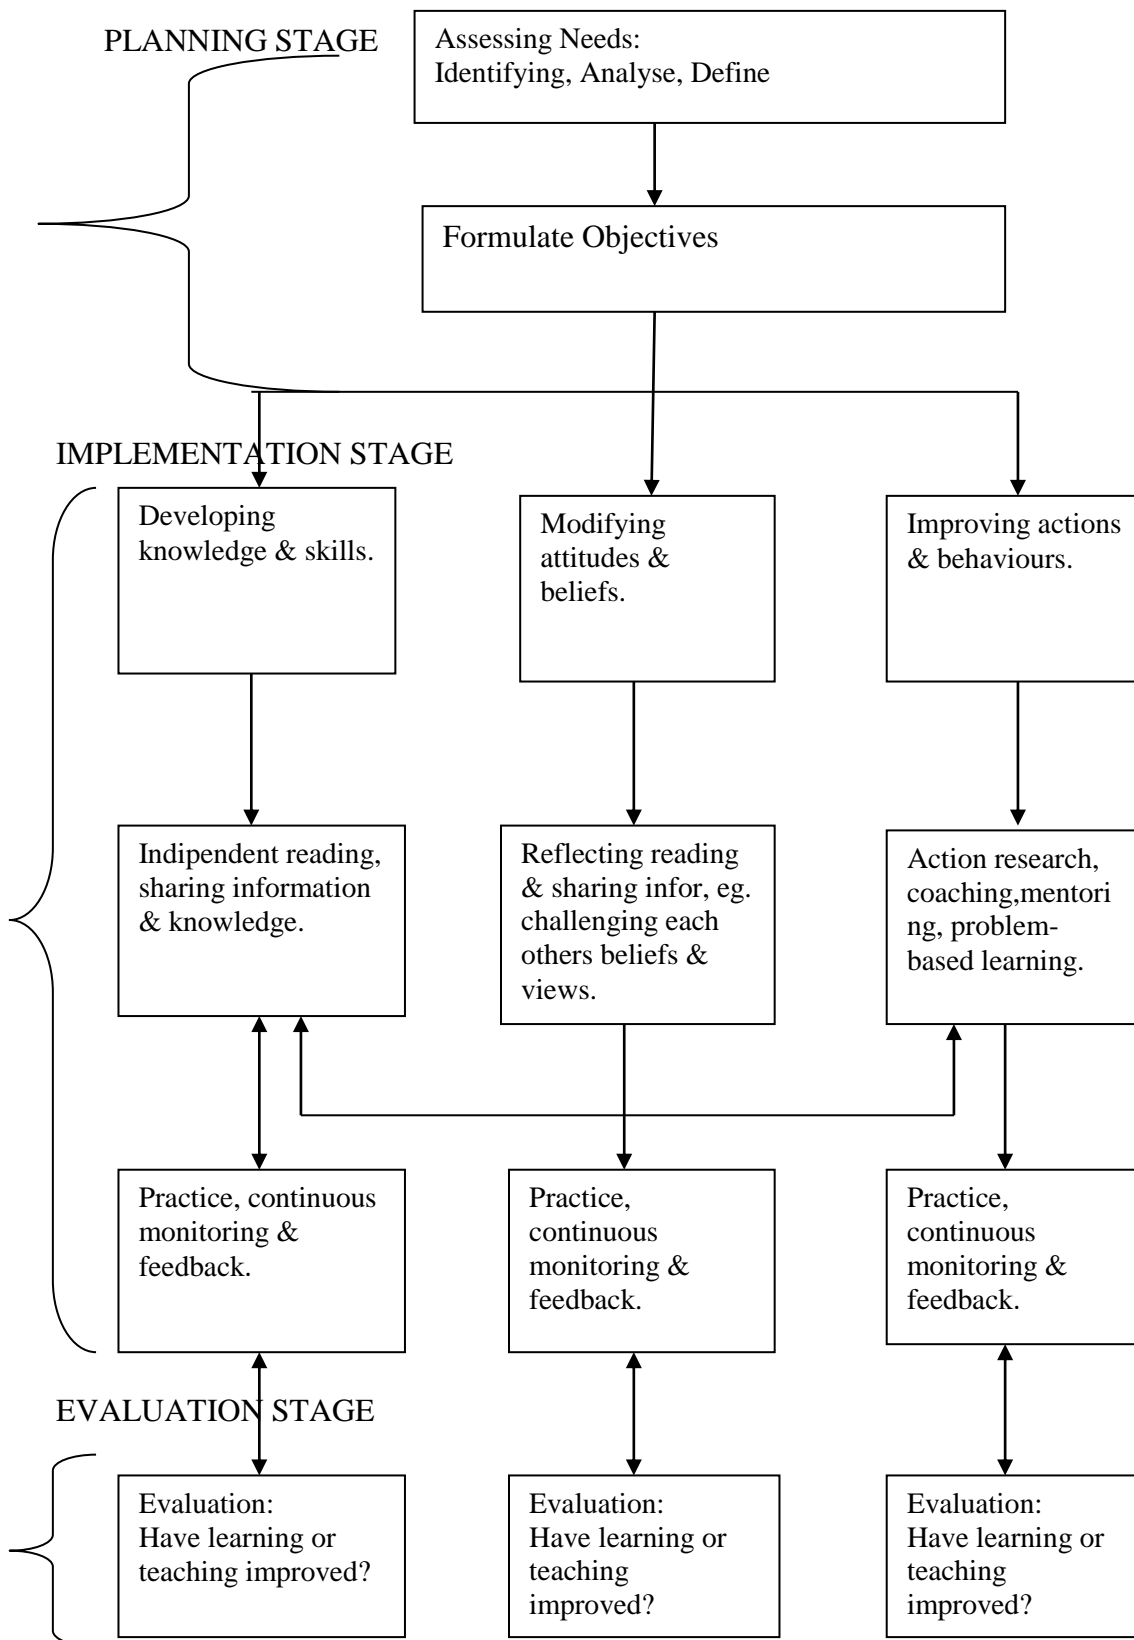 PLANNING STAGE
Assessing Needs:
Identifying, Analyse, Define
Formulate Objectives
IMPLEMENTATION STAGE
Developing
knowledge & skills.
Modifying
attitudes &
beliefs.
Improving actions
& behaviours.
Indipendent reading,
sharing information
& knowledge.
Reflecting reading
& sharing infor, eg.
challenging each
others beliefs &
views.
Action research,
coaching,mentori
ng, problem-
based learning.
Practice, continuous
monitoring &
feedback.
Practice,
continuous
monitoring &
feedback.
Practice,
continuous
monitoring &
feedback.
EVALUATION STAGE
Evaluation:
Have learning or
teaching improved?
Evaluation:
Have learning or
teaching
improved?
Evaluation:
Have learning or
teaching
improved?